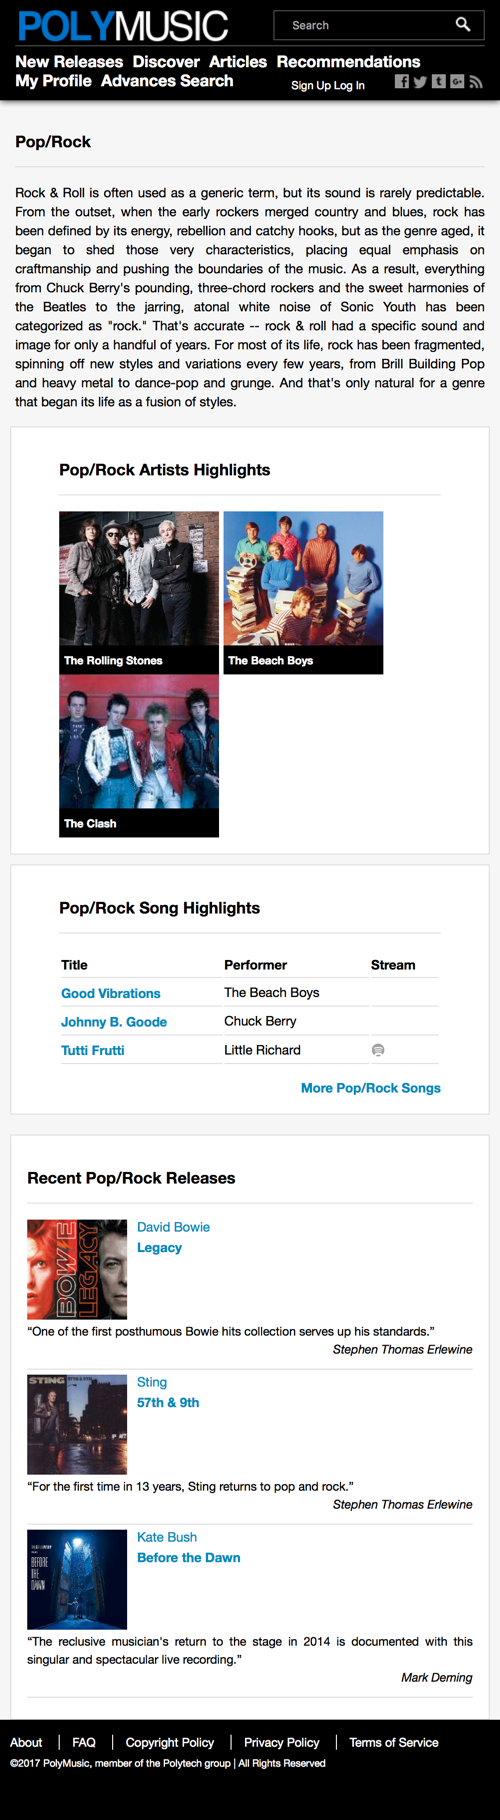 POLYMUSIC
Search
New Releases Discover Articles Recommendations
My Profile Advances Search
Sign Up Log In
Pop/Rock
Rock & Roll is often used as a generic term, but its sound is rarely predictable.
From the outset, when the early rockers merged country and blues, rock has
been defined by its energy, rebellion and catchy hooks, but as the genre aged, it
began to shed those very characteristics, placing equal emphasis on
craftmanship and pushing the boundaries of the music. As a result, everything
from Chuck Berry's pounding, three-chord rockers and the sweet harmonies of
the Beatles to the jarring, atonal white noise of Sonic Youth has been
categorized as "rock." That's accurate -- rock & roll had a specific sound and
image for only a handful of years. For most of its life, rock has been fragmented,
spinning off new styles and variations every few years, from Brill Building Pop
and heavy metal to dance-pop and grunge. And that's only natural for a genre
that began its life as a fusion of styles.
Pop/Rock Artists Highlights
The Rolling Stones
The Beach Boys
The Clash
Pop/Rock Song Highlights
Title Performer Stream
Good Vibrations The Beach Boys
Johnny B. Goode Chuck Berry
Tutti Frutti Little Richard
More Pop/Rock Songs
Recent Pop/Rock Releases
BOWIE
LEGACY
David Bowie
Legacy
“One of the first posthumous Bowie hits collection serves up his standards.”
Stephen Thomas Erlewine
STING 57TH & 9TH
Sting
57th & 9th
“For the first time in 13 years, Sting returns to pop and rock.”
Stephen Thomas Erlewine
BEFORE
THE
DAWN
Kate Bush
Before the Dawn
“The reclusive musician's return to the stage in 2014 is documented with this
singular and spectacular live recording.”
Mark Deming
About FAQ Copyright Policy Privacy Policy Terms of Service
©2017 PolyMusic, member of the Polytech group | All Rights Reserved